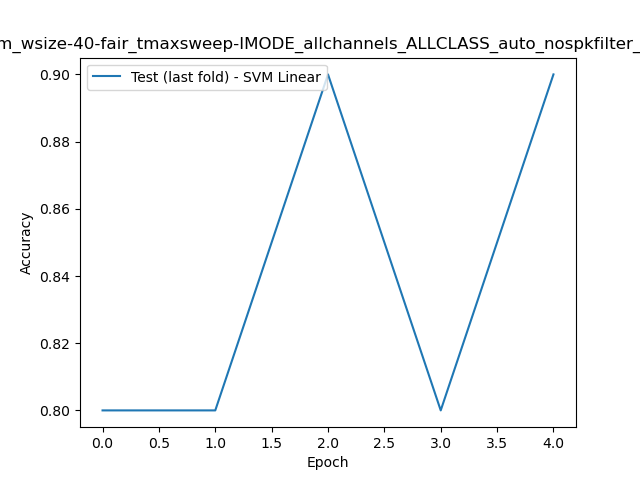 m_wsize-40-fair_tmaxsweep-IMODE_allchannels_ALLCLASS_auto_nospkfilter_
Test (last fold) - SVM Linear
Accuracy
0.90
0.88
0.86
0.84
0.82
0.80
0.0 0.5 1.0 1.5 2.0 2.5 3.0 3.5 4.0
Epoch